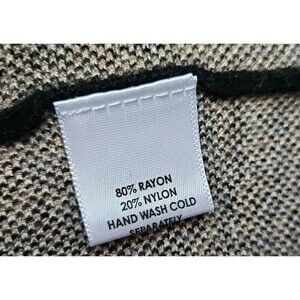 80% RAYON
20% NYLON
HAND WASH COLD
SEPARATELY